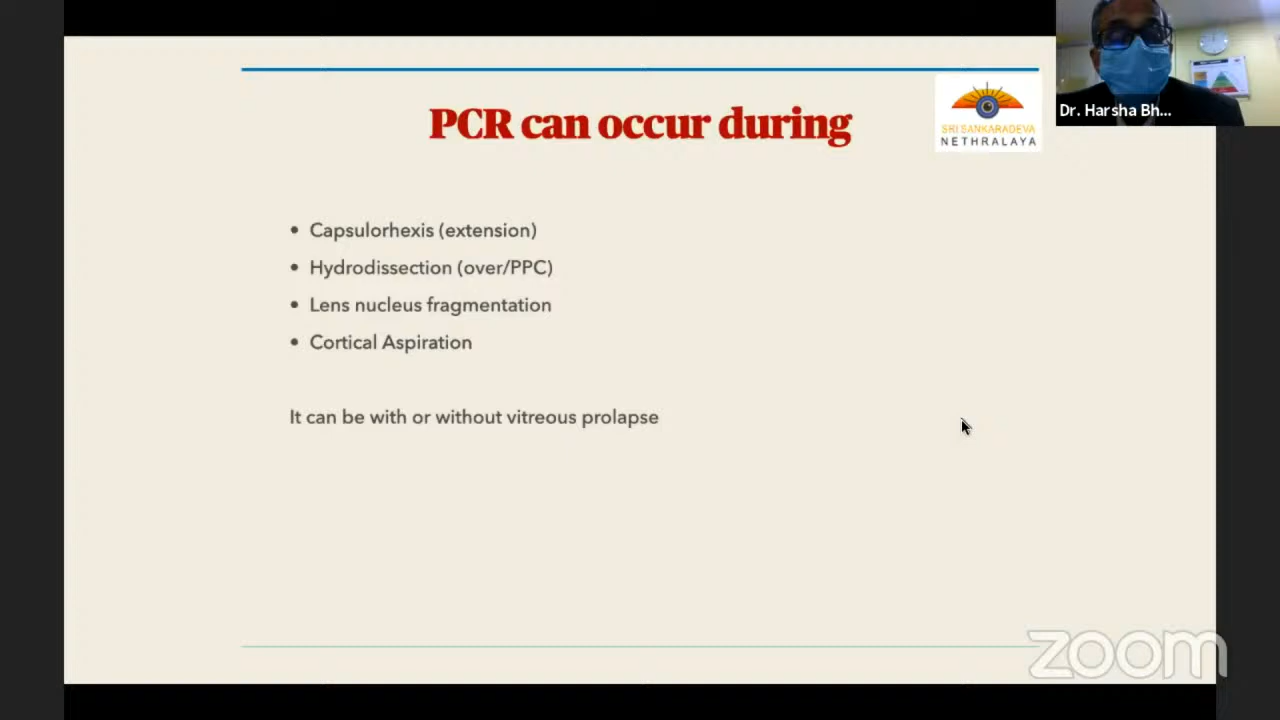 PCR can occur during
SRI SANKARADEVA
NETHRALAYA
Dr. Harsha Bh...
• Capsulorhexis (extension)
• Hydrodissection (over/PPC)
• Lens nucleus fragmentation
• Cortical Aspiration
It can be with or without vitreous prolapse
zoom